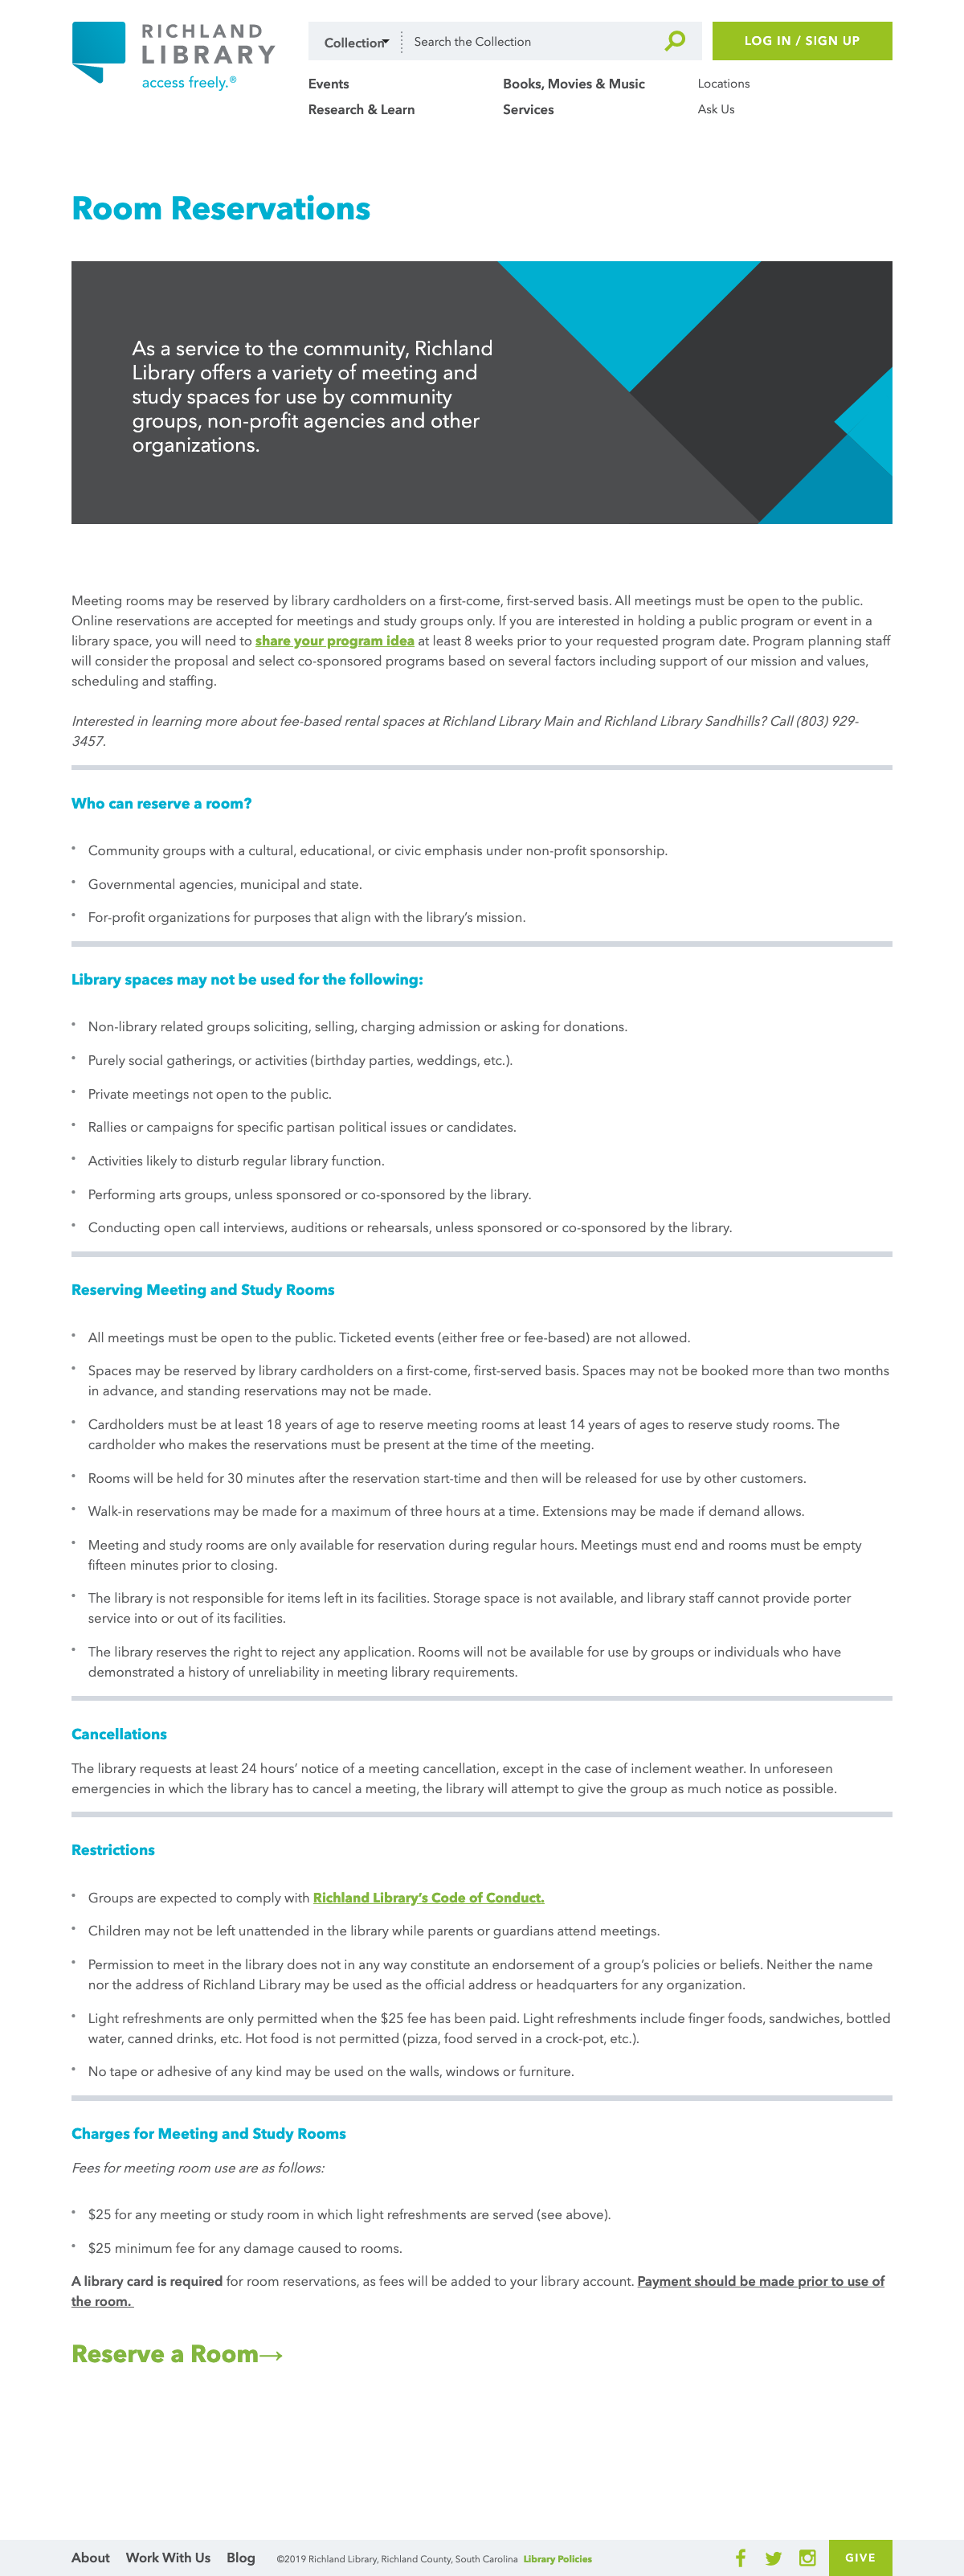 RICHLAND
LIBRARY
access freely.®
Collection
Search the Collection
LOG IN / SIGN UP
Events
Books, Movies & Music
Locations
Research & Learn
Services
Ask Us
Room Reservations
As a service to the community, Richland
Library offers a variety of meeting and
study spaces for use by community
groups, non-profit agencies and other
organizations.
Meeting rooms may be reserved by library cardholders on a first-come, first-served basis. All meetings must be open to the public.
Online reservations are accepted for meetings and study groups only. If you are interested in holding a public program or event in a
library space, you will need to share your program idea at least 8 weeks prior to your requested program date. Program planning staff
will consider the proposal and select co-sponsored programs based on several factors including support of our mission and values,
scheduling and staffing.
Interested in learning more about fee-based rental spaces at Richland Library Main and Richland Library Sandhills? Call (803) 929-
3457.
Who can reserve a room?
* Community groups with a cultural, educational, or civic emphasis under non-profit sponsorship.
* Governmental agencies, municipal and state.
* For-profit organizations for purposes that align with the library's mission.
Library spaces may not be used for the following:
* Non-library related groups soliciting, selling, charging admission or asking for donations.
* Purely social gatherings, or activities (birthday parties, weddings, etc.).
* Private meetings not open to the public.
* Rallies or campaigns for specific partisan political issues or candidates.
* Activities likely to disturb regular library function.
* Performing arts groups, unless sponsored or co-sponsored by the library.
* Conducting open call interviews, auditions or rehearsals, unless sponsored or co-sponsored by the library.
Reserving Meeting and Study Rooms
* All meetings must be open to the public. Ticketed events (either free or fee-based) are not allowed.
* Spaces may be reserved by library cardholders on a first-come, first-served basis. Spaces may not be booked more than two months
in advance, and standing reservations may not be made.
* Cardholders must be at least 18 years of age to reserve meeting rooms at least 14 years of ages to reserve study rooms. The
cardholder who makes the reservations must be present at the time of the meeting.
* Rooms will be held for 30 minutes after the reservation start-time and then will be released for use by other customers.
* Walk-in reservations may be made for a maximum of three hours at a time. Extensions may be made if demand allows.
* Meeting and study rooms are only available for reservation during regular hours. Meetings must end and rooms must be empty
fifteen minutes prior to closing.
* The library is not responsible for items left in its facilities. Storage space is not available, and library staff cannot provide porter
service into or out of its facilities.
* The library reserves the right to reject any application. Rooms will not be available for use by groups or individuals who have
demonstrated a history of unreliability in meeting library requirements.
Cancellations
The library requests at least 24 hours' notice of a meeting cancellation, except in the case of inclement weather. In unforeseen
emergencies in which the library has to cancel a meeting, the library will attempt to give the group as much notice as possible.
Restrictions
* Groups are expected to comply with Richland Library's Code of Conduct.
* Children may not be left unattended in the library while parents or guardians attend meetings.
* Permission to meet in the library does not in any way constitute an endorsement of a group's policies or beliefs. Neither the name
nor the address of Richland Library may be used as the official address or headquarters for any organization.
* Light refreshments are only permitted when the $25 fee has been paid. Light refreshments include finger foods, sandwiches, bottled
water, canned drinks, etc. Hot food is not permitted (pizza, food served in a crock-pot, etc.).
* No tape or adhesive of any kind may be used on the walls, windows or furniture.
Charges for Meeting and Study Rooms
Fees for meeting room use are as follows:
* $25 for any meeting or study room in which light refreshments are served (see above).
* $25 minimum fee for any damage caused to rooms.
A library card is required for room reservations, as fees will be added to your library account. Payment should be made prior to use of
the room.
Reserve a Room→
About Work With Us Blog ©2019 Richland Library, Richland County, South Carolina Library Policies
GIVE